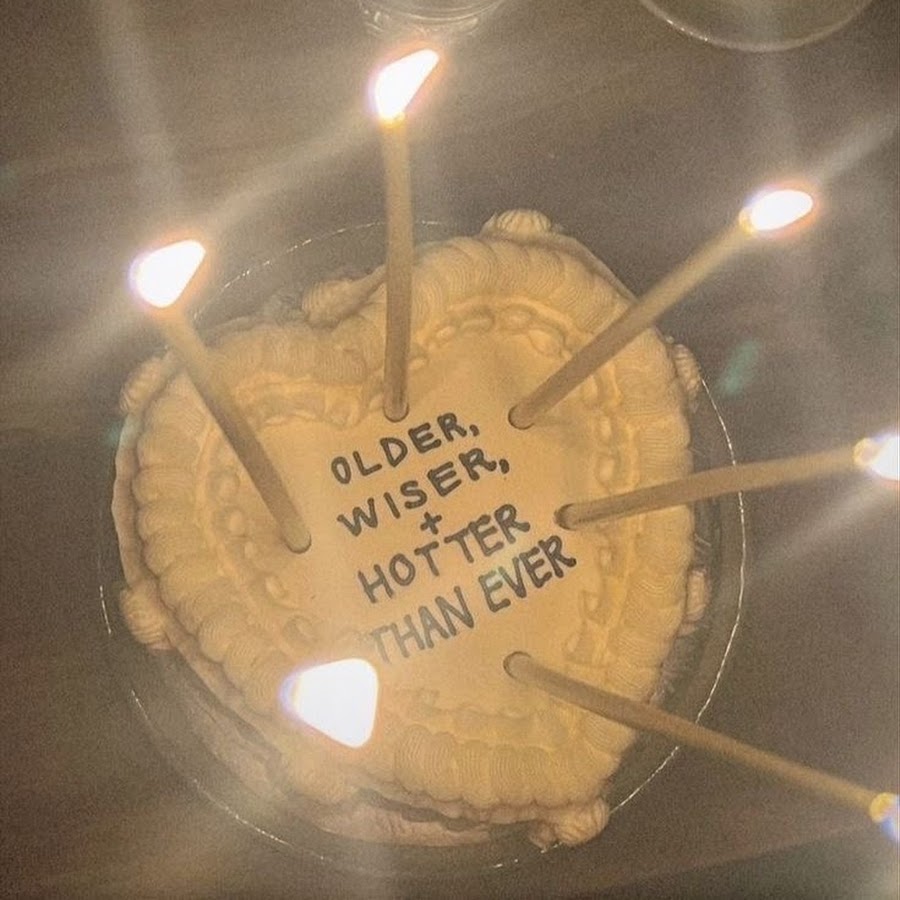 OLDER,
WISER,
+
HOTTER
THAN EVER